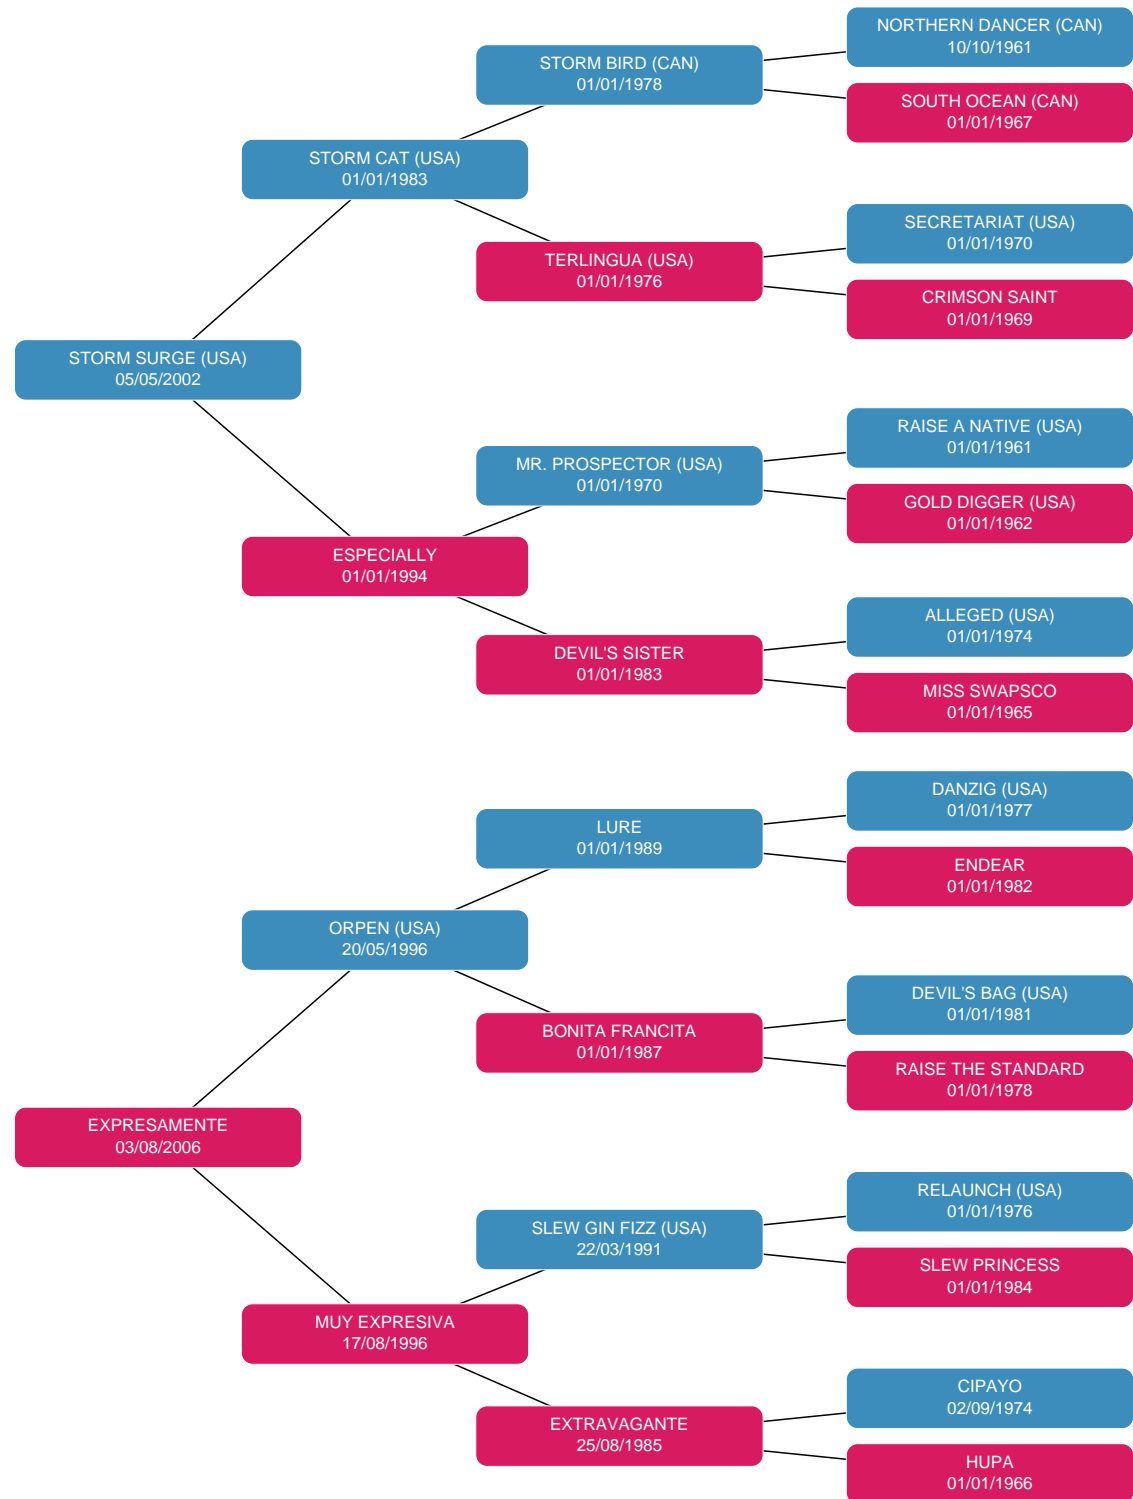 NORTHERN DANCER (CAN)
10/10/1961
STORM BIRD (CAN)
01/01/1978
SOUTH OCEAN (CAN)
01/01/1967
STORM CAT (USA)
01/01/1983
SECRETARIAT (USA)
01/01/1970
TERLINGUA (USA)
01/01/1976
CRIMSON SAINT
01/01/1969
STORM SURGE (USA)
05/05/2002
RAISE A NATIVE (USA)
01/01/1961
MR. PROSPECTOR (USA)
01/01/1970
GOLD DIGGER (USA)
01/01/1962
ESPECIALLY
01/01/1994
ALLEGED (USA)
01/01/1974
DEVIL'S SISTER
01/01/1983
MISS SWAPSCO
01/01/1965
DANZIG (USA)
01/01/1977
LURE
01/01/1989
ENDEAR
01/01/1982
ORPEN (USA)
20/05/1996
DEVIL'S BAG (USA)
01/01/1981
BONITA FRANCITA
01/01/1987
RAISE THE STANDARD
01/01/1978
EXPRESAMENTE
03/08/2006
RELAUNCH (USA)
01/01/1976
SLEW GIN FIZZ (USA)
22/03/1991
SLEW PRINCESS
01/01/1984
MUY EXPRESIVA
17/08/1996
CIPAYO
02/09/1974
EXTRAVAGANTE
25/08/1985
HUPA
01/01/1966